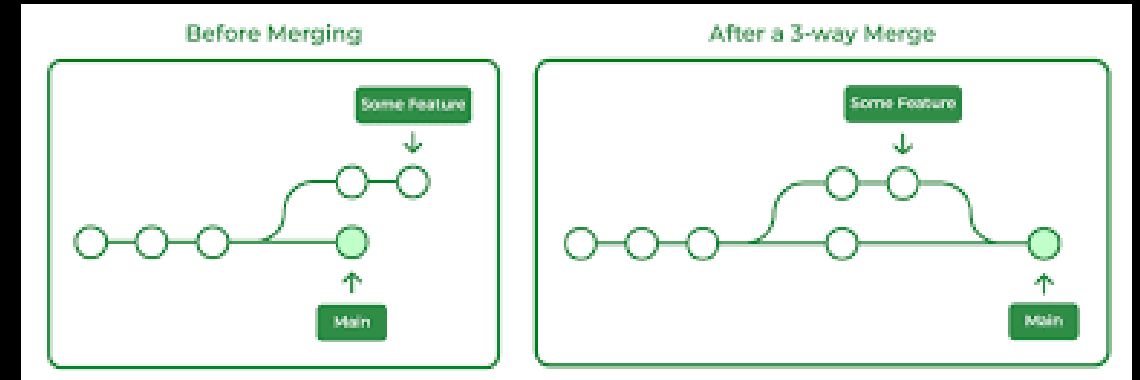 Before Merging
Some Feature
Main
After a 3-way Merge
Some Feature
Main